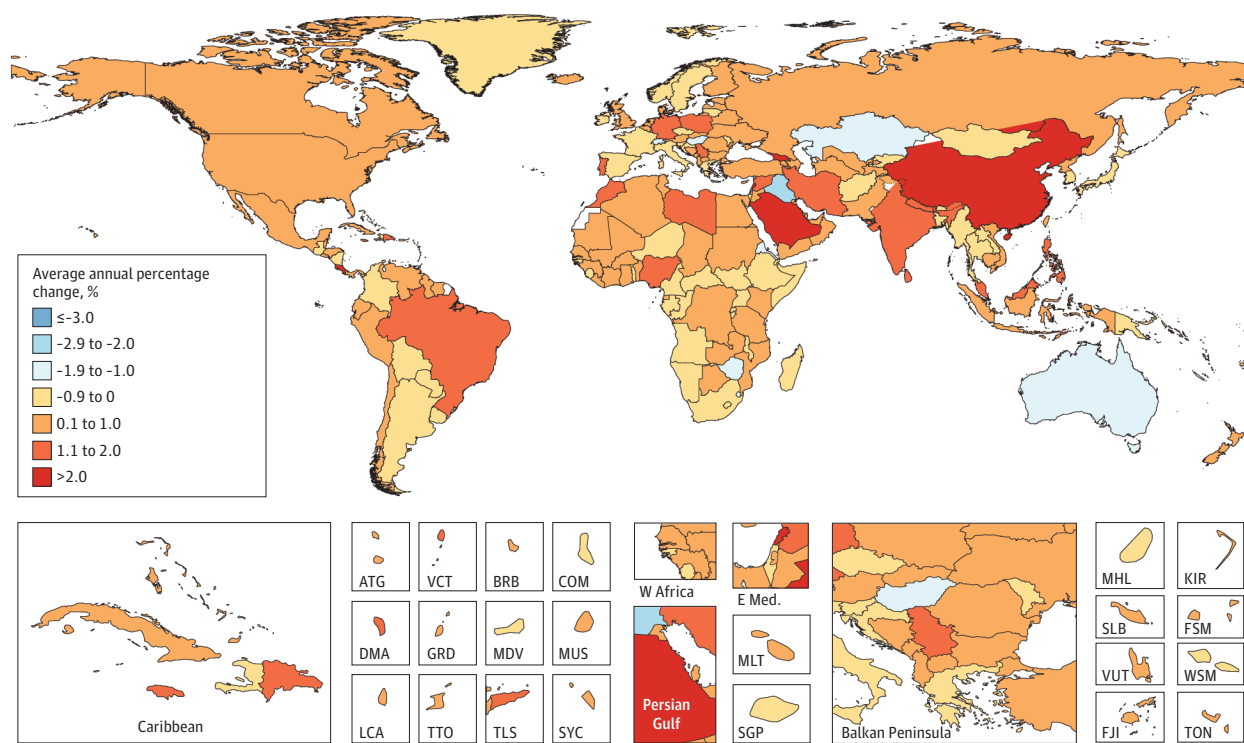 Average annual percentage
change, %
≤–3.0
–2.9 to –2.0
–1.9 to –1.0
–0.9 to 0
0.1 to 1.0
1.1 to 2.0
>2.0
Caribbean
ATG
VCT
BRB
COM
DMA
GRD
MDV
MUS
LCA
TTO
TLS
SYC
W Africa
E Med.
Persian
Gulf
MLT
SGP
Balkan Peninsula
MHL
KIR
SLB
FSM
VUT
WSM
FJI
TON